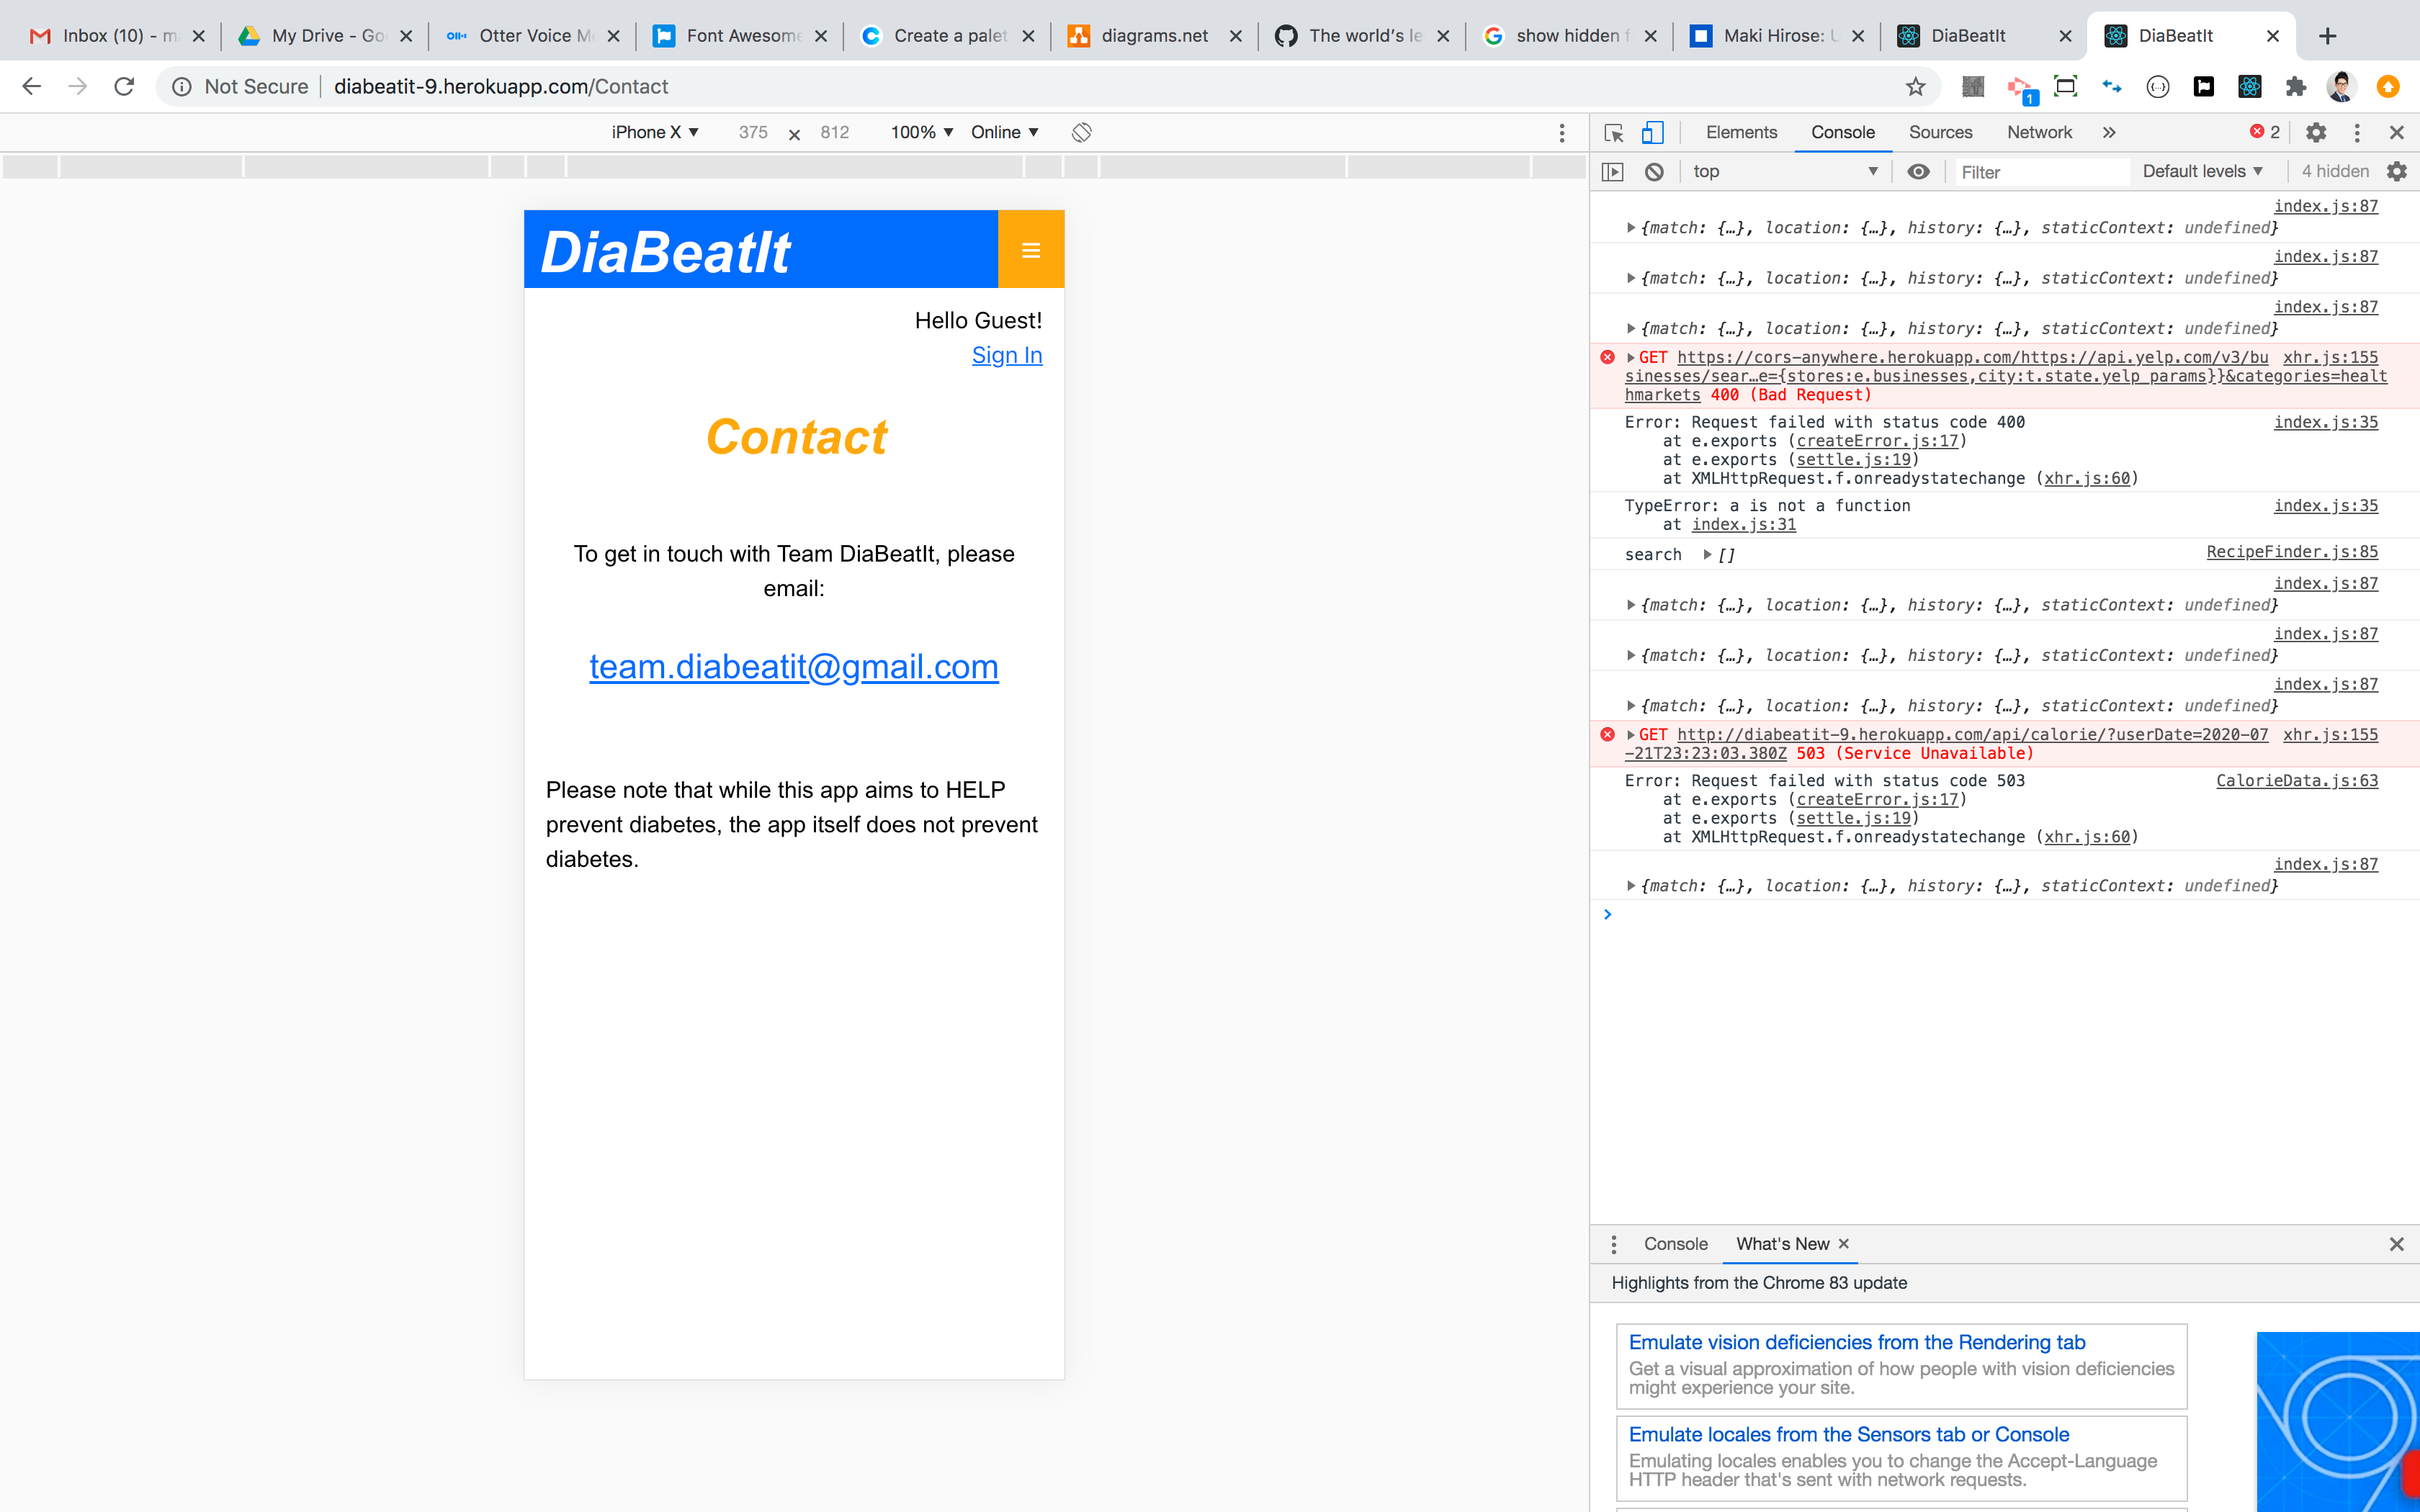 Inbox (10) - m
My Drive - Go
Otter Voice M
Font Awesome
Create a palet
diagrams.net
The world's le
show hidden f
Maki Hirose: U
DiaBeatIt
DiaBeatIt
Not Secure
diabeatit-9.herokuapp.com/Contact
1
iPhone X ▼ 375 × 812 100% ▼ Online ▼
DiaBeatIt
Hello Guest!
Sign In
Contact
To get in touch with Team DiaBeatIt, please
email:
team.diabeatit@gmail.com
Please note that while this app aims to HELP
prevent diabetes, the app itself does not prevent
diabetes.
Elements Console Sources Network » 2
top ▼ Filter Default levels ▼ 4 hidden
index.js:87
{match: {…}, location: {…}, history: {…}, staticContext: undefined}
index.js:87
{match: {…}, location: {…}, history: {…}, staticContext: undefined}
index.js:87
{match: {…}, location: {…}, history: {…}, staticContext: undefined}
GET https://cors-anywhere.herokuapp.com/https://api.yelp.com/v3/bu xhr.js:155
sinesses/sear…e={stores:e.businesses,city:t.state.yelp_params}}&categories=healt
hmarkets 400 (Bad Request)
Error: Request failed with status code 400 index.js:35
at e.exports (createError.js:17)
at e.exports (settle.js:19)
at XMLHttpRequest.f.onreadystatechange (xhr.js:60)
TypeError: a is not a function index.js:35
at index.js:31
search [] RecipeFinder.js:85
index.js:87
{match: {…}, location: {…}, history: {…}, staticContext: undefined}
index.js:87
{match: {…}, location: {…}, history: {…}, staticContext: undefined}
index.js:87
{match: {…}, location: {…}, history: {…}, staticContext: undefined}
GET http://diabeatit-9.herokuapp.com/api/calorie/?userDate=2020-07 xhr.js:155
-21T23:23:03.380Z 503 (Service Unavailable)
Error: Request failed with status code 503 CalorieData.js:63
at e.exports (createError.js:17)
at e.exports (settle.js:19)
at XMLHttpRequest.f.onreadystatechange (xhr.js:60)
index.js:87
{match: {…}, location: {…}, history: {…}, staticContext: undefined}
Console What's New
Highlights from the Chrome 83 update
Emulate vision deficiencies from the Rendering tab
Get a visual approximation of how people with vision deficiencies
might experience your site.
Emulate locales from the Sensors tab or Console
Emulating locales enables you to change the Accept-Language
HTTP header that's sent with network requests.